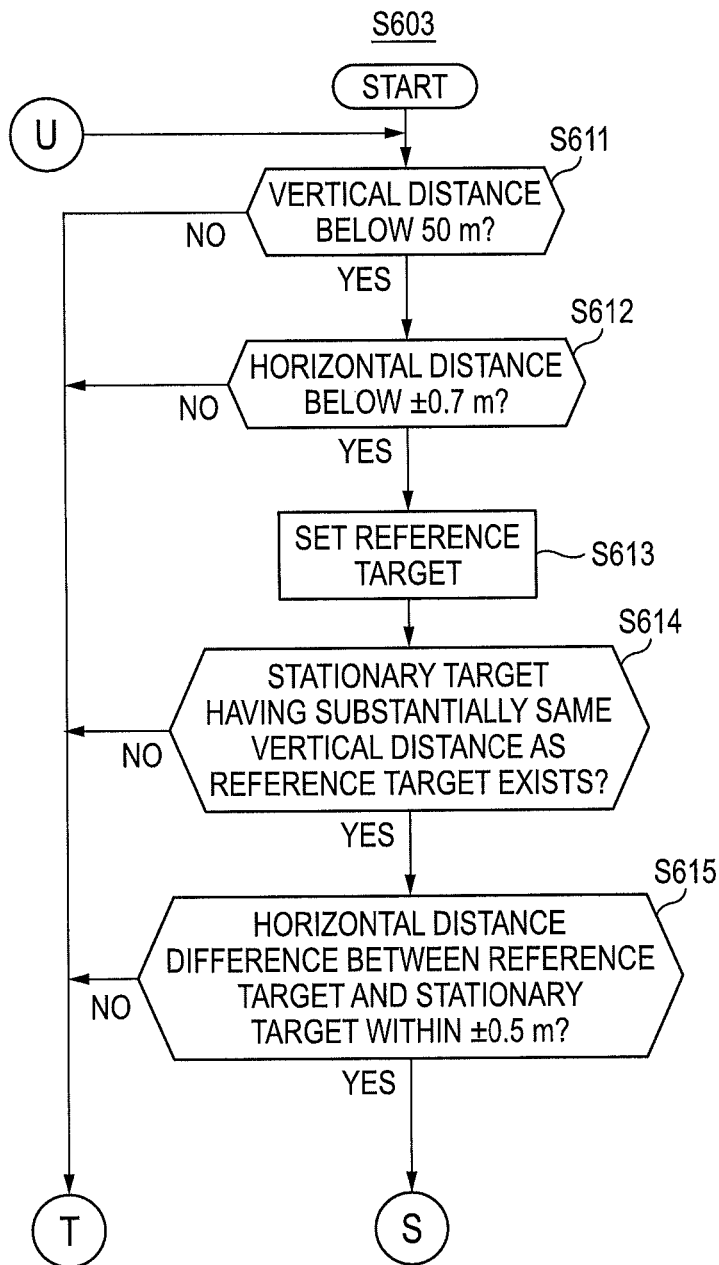 S603
START
U
S611
VERTICAL DISTANCE
BELOW 50 m?
NO
YES
S612
HORIZONTAL DISTANCE
BELOW ±0.7 m?
NO
YES
SET REFERENCE
TARGET
S613
S614
STATIONARY TARGET
HAVING SUBSTANTIALLY SAME
VERTICAL DISTANCE AS
REFERENCE TARGET EXISTS?
NO
YES
S615
HORIZONTAL DISTANCE
DIFFERENCE BETWEEN REFERENCE
TARGET AND STATIONARY
TARGET WITHIN ±0.5 m?
NO
YES
T
S